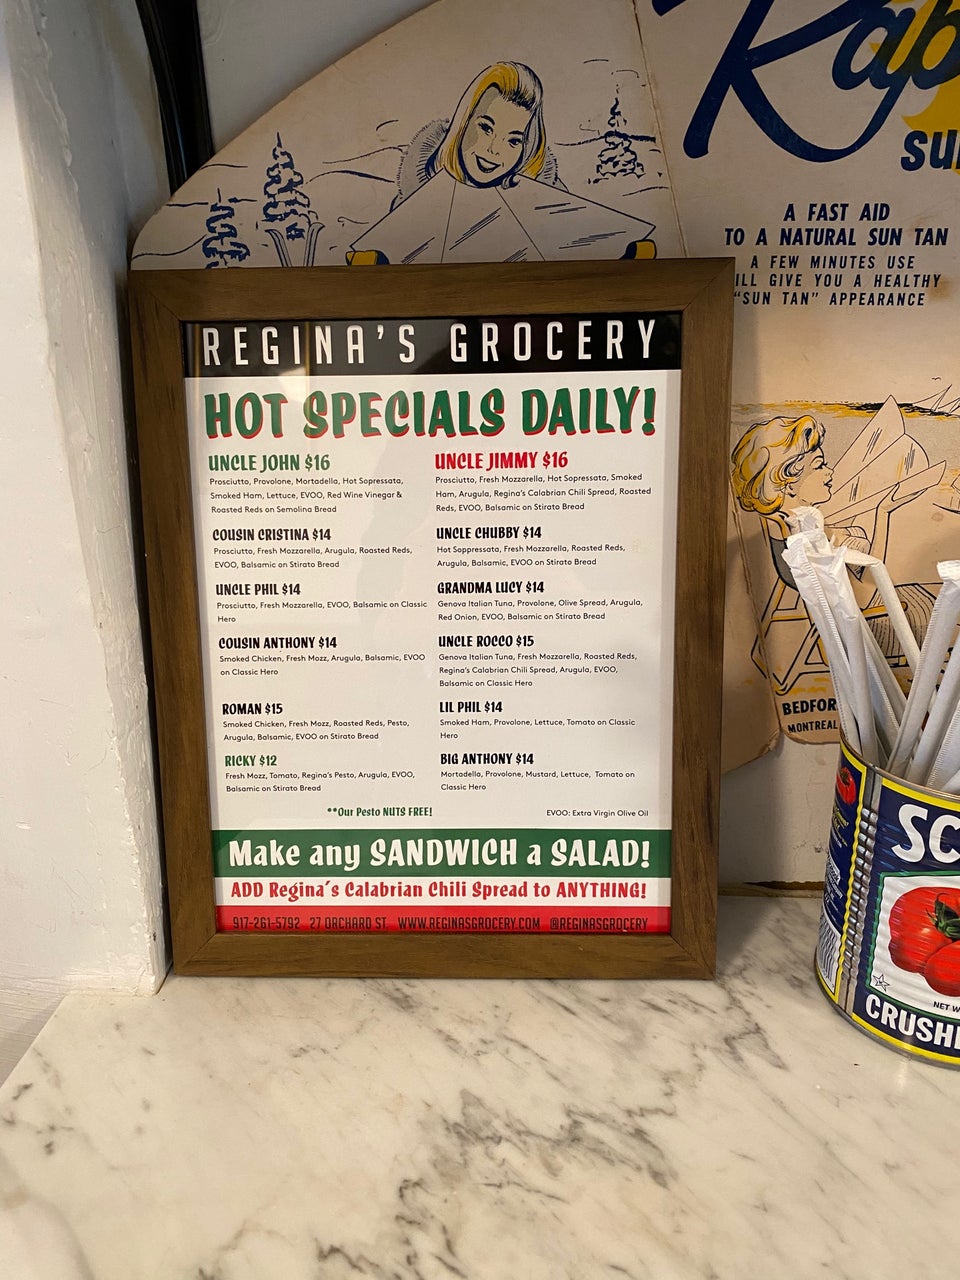 Rab
su
A FAST AID
TO A NATURAL SUN TAN
A FEW MINUTES USE
ILL GIVE YOU A HEALTHY
"SUN TAN" APPEARANCE
REGINA'S GROCERY
HOT SPECIALS DAILY!
UNCLE JOHN $16
Prosciutto, Provolone, Mortadella, Hot Sopressata,
Smoked Ham, Lettuce, EVOO, Red Wine Vinegar &
Roasted Reds on Semolina Bread
COUSIN CRISTINA $14
Prosciutto, Fresh Mozzarella, Arugula, Roasted Reds,
EVOO, Balsamic on Stirato Bread
UNCLE PHIL $14
Prosciutto, Fresh Mozzarella, EVOO, Balsamic on Classic
Hero
COUSIN ANTHONY $14
Smoked Chicken, Fresh Mozz, Arugula, Balsamic, EVOO
on Classic Hero
ROMAN $15
Smoked Chicken, Fresh Mozz, Roasted Reds, Pesto,
Arugula, Balsamic, EVOO on Stirato Bread
RICKY $12
Fresh Mozz, Tomato, Regina's Pesto, Arugula, EVOO,
Balsamic on Stirato Bread
UNCLE JIMMY $16
Prosciutto, Fresh Mozzarella, Hot Sopressata, Smoked
Ham, Arugula, Regina's Calabrian Chili Spread, Roasted
Reds, EVOO, Balsamic on Stirato Bread
UNCLE CHUBBY $14
Hot Soppressata, Fresh Mozzarella, Roasted Reds,
Arugula, Balsamic, EVOO on Stirato Bread
GRANDMA LUCY $14
Genova Italian Tuna, Provolone, Olive Spread, Arugula,
Red Onion, EVOO, Balsamic on Stirato Bread
UNCLE ROCCO $15
Genova Italian Tuna, Fresh Mozzarella, Roasted Reds,
Regina's Calabrian Chili Spread, Arugula, EVOO,
Balsamic on Classic Hero
LIL PHIL $14
Smoked Ham, Provolone, Lettuce, Tomato on Classic
Hero
BIG ANTHONY $14
Mortadella, Provolone, Mustard, Lettuce, Tomato on
Classic Hero
**Our Pesto NUTS FREE!
EVOO: Extra Virgin Olive Oil
Make any SANDWICH a SALAD!
ADD Regina's Calabrian Chili Spread to ANYTHING!
917-261-5792 27 ORCHARD ST. WWW.REGINASGROCERY.COM @REGINASGROCERY
BEDFOR
MONTREAL
SC
NET W
CRUSH